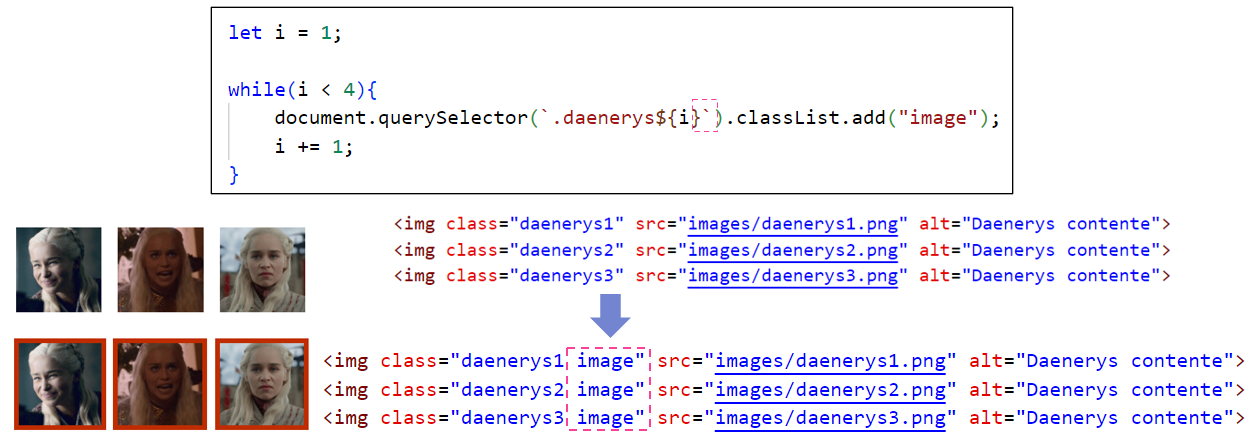 let i = 1;
while(i < 4){
document.querySelector(`.daenerys${i}`).classList.add("image");
i += 1;
}
<img class="daenerys1" src="images/daenerys1.png" alt="Daenerys contente">
<img class="daenerys2" src="images/daenerys2.png" alt="Daenerys contente">
<img class="daenerys3" src="images/daenerys3.png" alt="Daenerys contente">
<img class="daenerys1 image" src="images/daenerys1.png" alt="Daenerys contente">
<img class="daenerys2 image" src="images/daenerys2.png" alt="Daenerys contente">
<img class="daenerys3 image" src="images/daenerys3.png" alt="Daenerys contente">